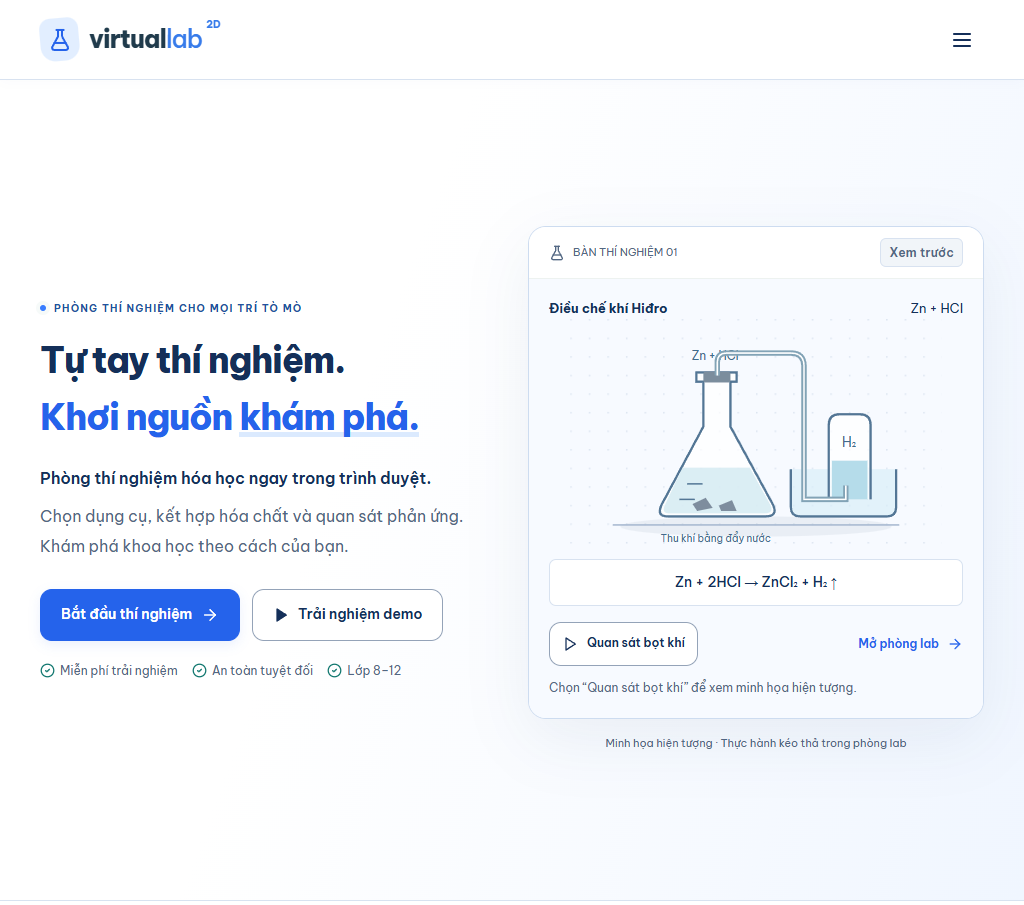 virtuallab 2D
PHÒNG THÍ NGHIỆM CHO MỌI TRÍ TÒ MÒ
Tự tay thí nghiệm.
Khơi nguồn khám phá.
Phòng thí nghiệm hóa học ngay trong trình duyệt.
Chọn dụng cụ, kết hợp hóa chất và quan sát phản ứng.
Khám phá khoa học theo cách của bạn.
Bắt đầu thí nghiệm
Trải nghiệm demo
Miễn phí trải nghiệm
An toàn tuyệt đối
Lớp 8–12
BÀN THÍ NGHIỆM 01
Xem trước
Điều chế khí Hiđro
Zn + HCl
Zn + HCl
H₂
Thu khí bằng đẩy nước
Zn + 2HCl → ZnCl₂ + H₂ ↑
Quan sát bọt khí
Mở phòng lab
Chọn “Quan sát bọt khí” để xem minh họa hiện tượng.
Minh họa hiện tượng · Thực hành kéo thả trong phòng lab